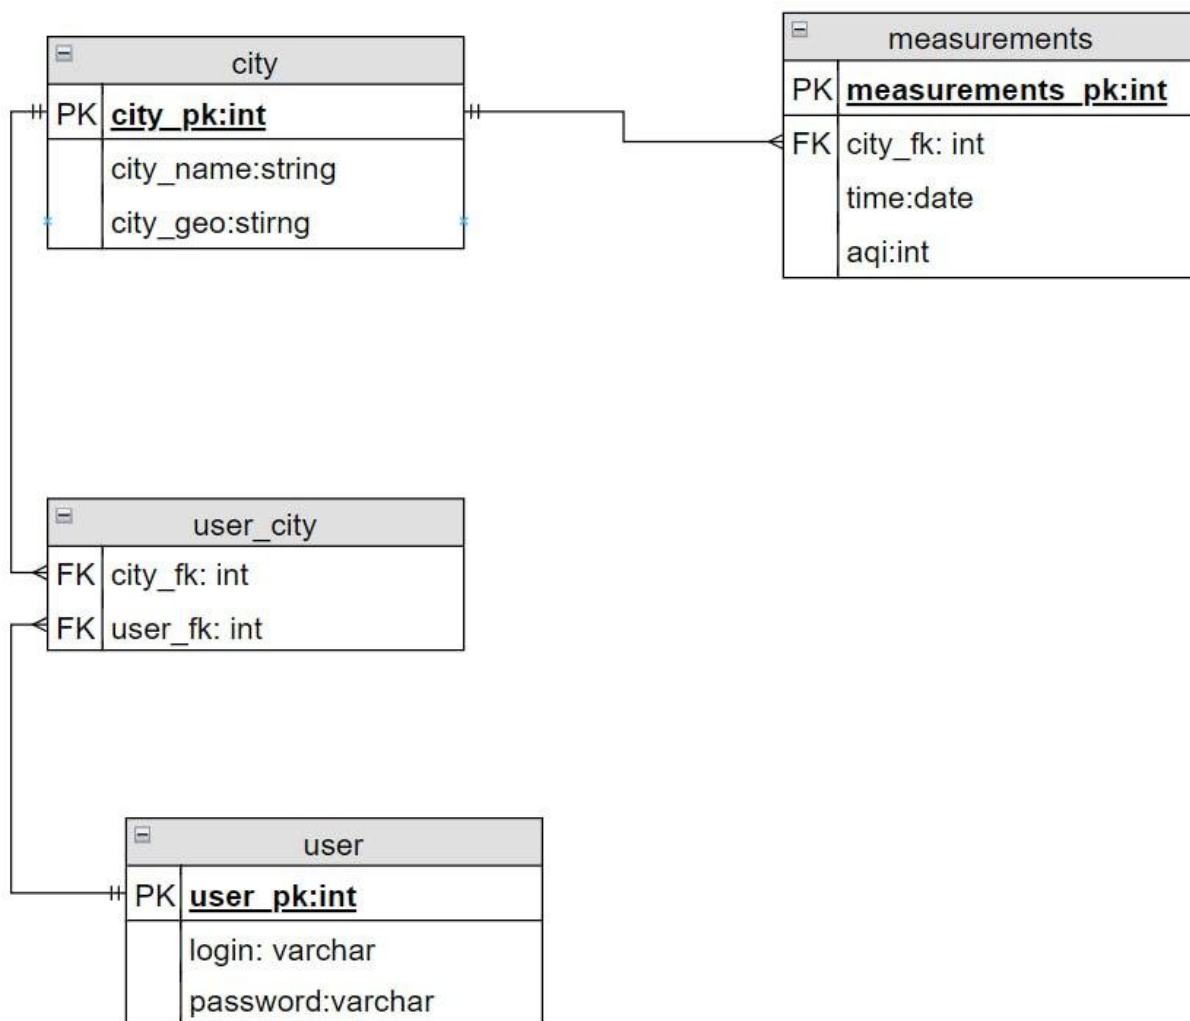 city
PK city_pk:int
city_name:string
city_geo:stirng
measurements
PK measurements_pk:int
FK city_fk: int
time:date
aqi:int
user_city
FK city_fk: int
FK user_fk: int
user
PK user_pk:int
login: varchar
password:varchar